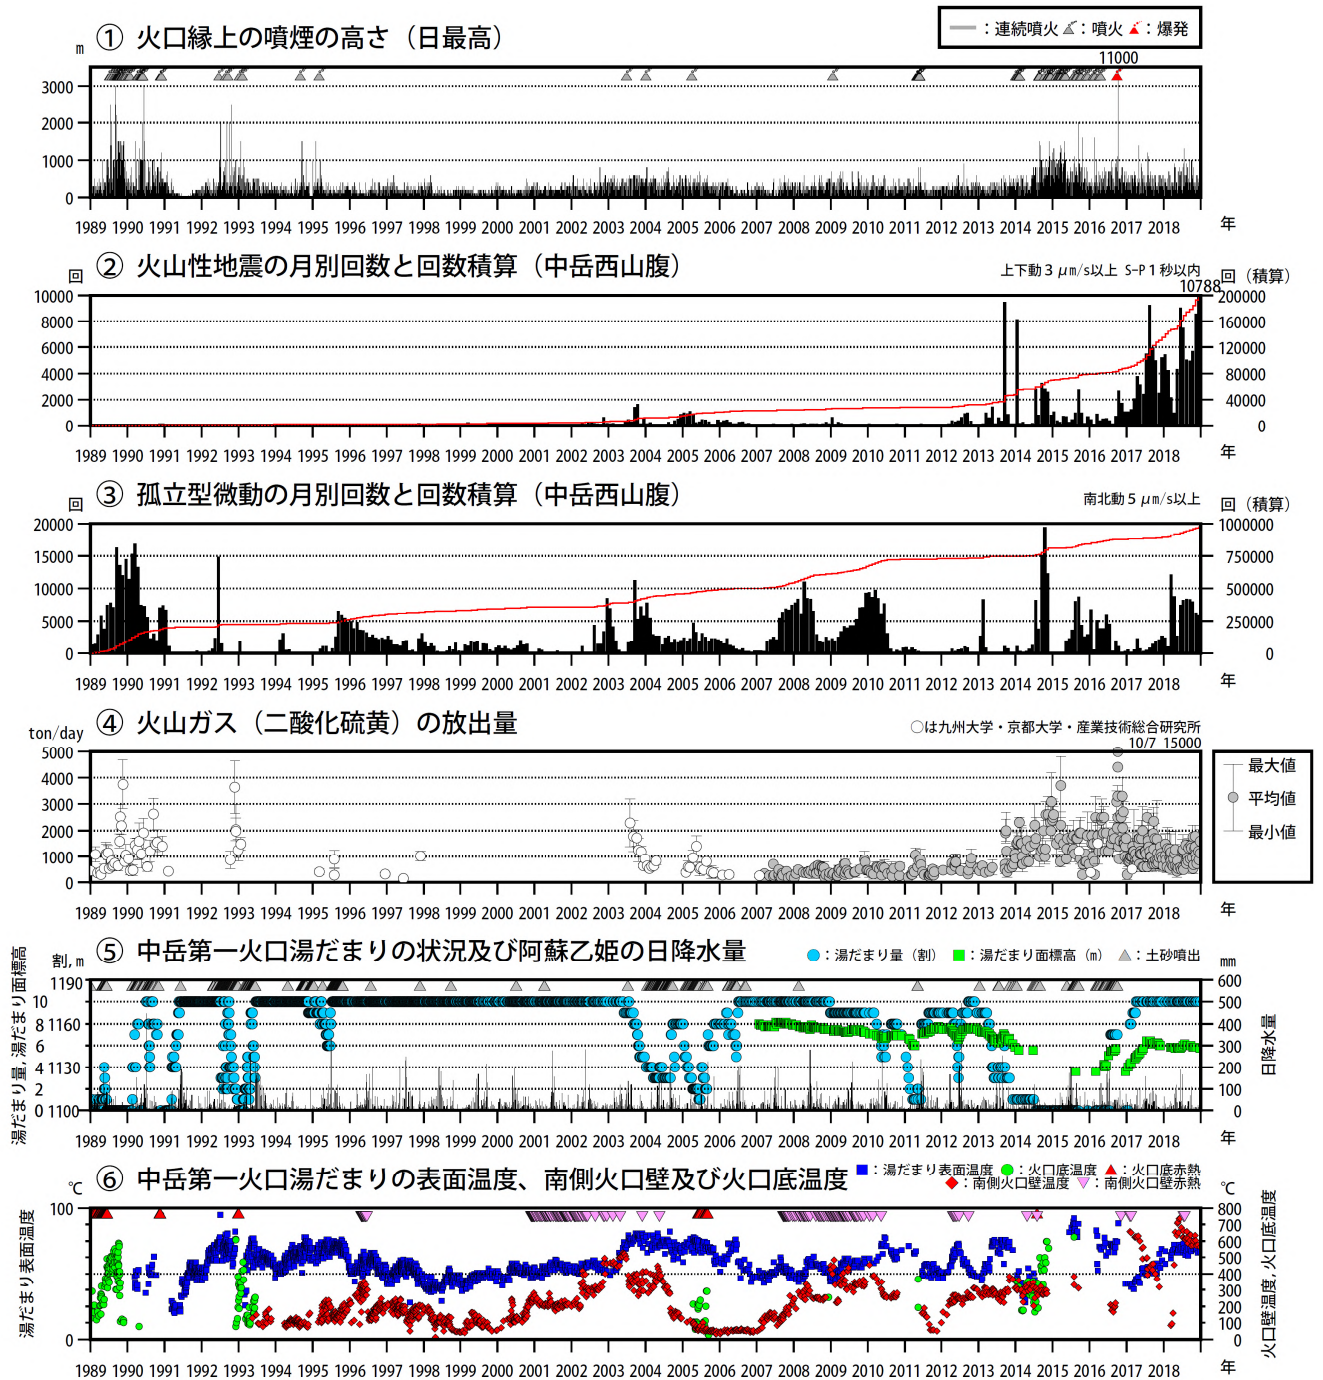 ① 火口縁上の噴煙の高さ（日最高）
：連続噴火 ：噴火 ：爆発
m
11000
3000
2000
1000
0
1989 1990 1991 1992 1993 1994 1995 1996 1997 1998 1999 2000 2001 2002 2003 2004 2005 2006 2007 2008 2009 2010 2011 2012 2013 2014 2015 2016 2017 2018 年
② 火山性地震の月別回数と回数積算（中岳西山腹）
上下動３μm/s以上 S-P１秒以内
回
回（積算）
10788
10000 200000
8000 160000
6000 120000
4000 80000
2000 40000
0 0
1989 1990 1991 1992 1993 1994 1995 1996 1997 1998 1999 2000 2001 2002 2003 2004 2005 2006 2007 2008 2009 2010 2011 2012 2013 2014 2015 2016 2017 2018 年
③ 孤立型微動の月別回数と回数積算（中岳西山腹）
南北動５μm/s以上
回
回（積算）
20000 1000000
15000 750000
10000 500000
5000 250000
0 0
1989 1990 1991 1992 1993 1994 1995 1996 1997 1998 1999 2000 2001 2002 2003 2004 2005 2006 2007 2008 2009 2010 2011 2012 2013 2014 2015 2016 2017 2018 年
④ 火山ガス（二酸化硫黄）の放出量
○は九州大学・京都大学・産業技術総合研究所
ton/day
10/7 15000
5000
4000
3000
2000
1000
0
最大値
平均値
最小値
1989 1990 1991 1992 1993 1994 1995 1996 1997 1998 1999 2000 2001 2002 2003 2004 2005 2006 2007 2008 2009 2010 2011 2012 2013 2014 2015 2016 2017 2018 年
⑤ 中岳第一火口湯だまりの状況及び阿蘇乙姫の日降水量
：湯だまり量（割） ：湯だまり面標高（m） ：土砂噴出
割,m
mm
湯だまり量,湯だまり面標高
日降水量
1190 600
10 500
8 1160 400
6 300
4 1130 200
2 100
0 1100 0
1989 1990 1991 1992 1993 1994 1995 1996 1997 1998 1999 2000 2001 2002 2003 2004 2005 2006 2007 2008 2009 2010 2011 2012 2013 2014 2015 2016 2017 2018 年
⑥ 中岳第一火口湯だまりの表面温度、南側火口壁及び火口底温度
：湯だまり表面温度 ：火口底温度 ：火口底赤熱
：南側火口壁温度 ：南側火口壁赤熱
℃
℃
湯だまり表面温度
火口壁温度,火口底温度
100 800
700
600
500
400
300
200
100
0 0
1989 1990 1991 1992 1993 1994 1995 1996 1997 1998 1999 2000 2001 2002 2003 2004 2005 2006 2007 2008 2009 2010 2011 2012 2013 2014 2015 2016 2017 2018 年